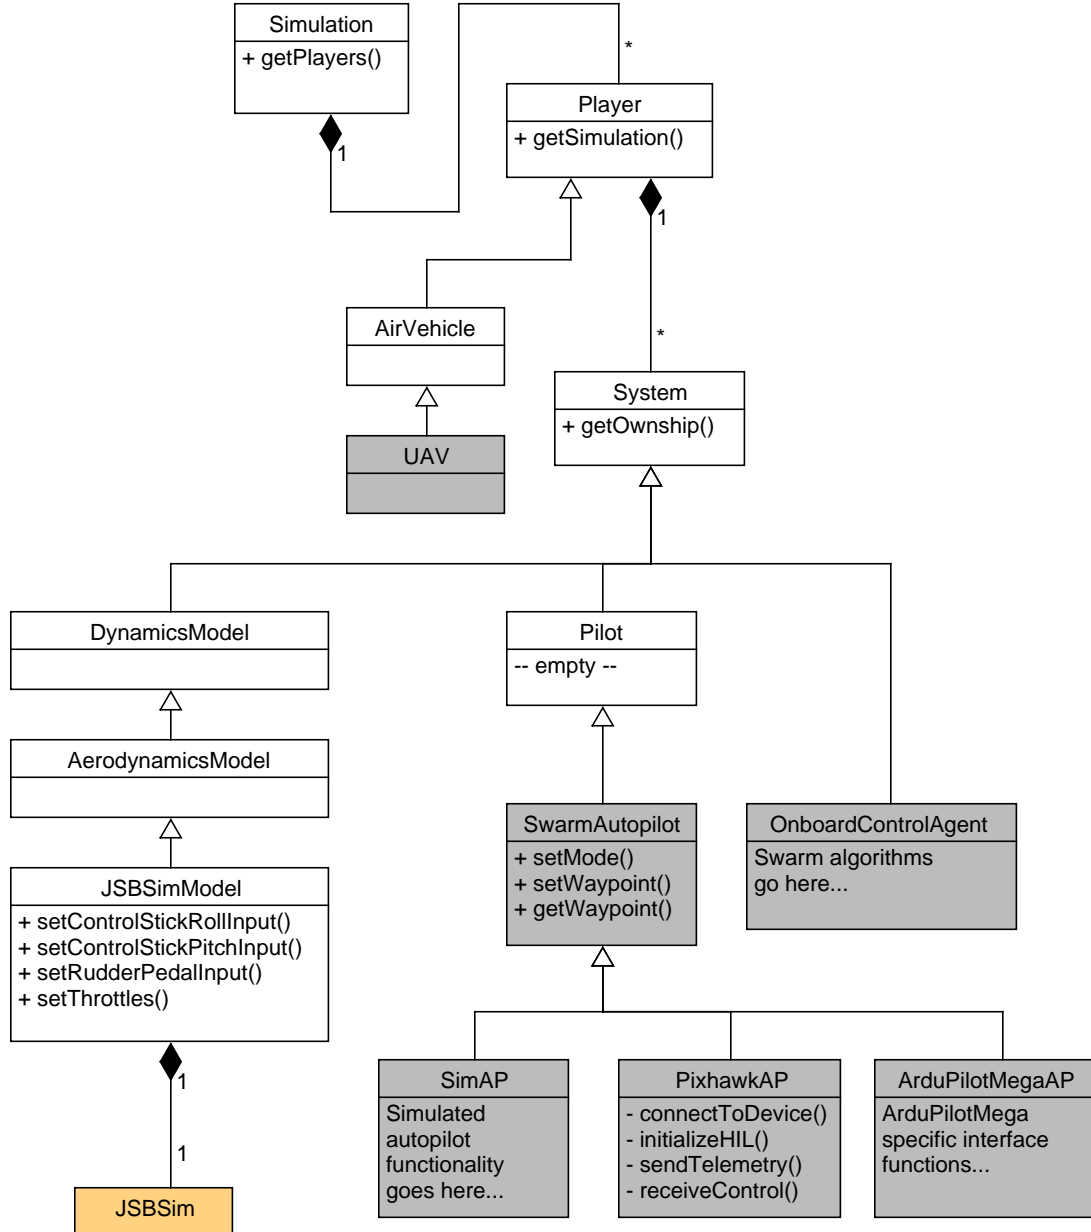 Simulation
+ getPlayers()
1
*
Player
+ getSimulation()
1
*
AirVehicle
UAV
System
+ getOwnship()
DynamicsModel
AerodynamicsModel
JSBSimModel
+ setControlStickRollInput()
+ setControlStickPitchInput()
+ setRudderPedalInput()
+ setThrottles()
1
1
JSBSim
Pilot
-- empty --
SwarmAutopilot
+ setMode()
+ setWaypoint()
+ getWaypoint()
OnboardControlAgent
Swarm algorithms
go here...
SimAP
Simulated
autopilot
functionality
goes here...
PixhawkAP
- connectToDevice()
- initializeHIL()
- sendTelemetry()
- receiveControl()
ArduPilotMegaAP
ArduPilotMega
specific interface
functions...